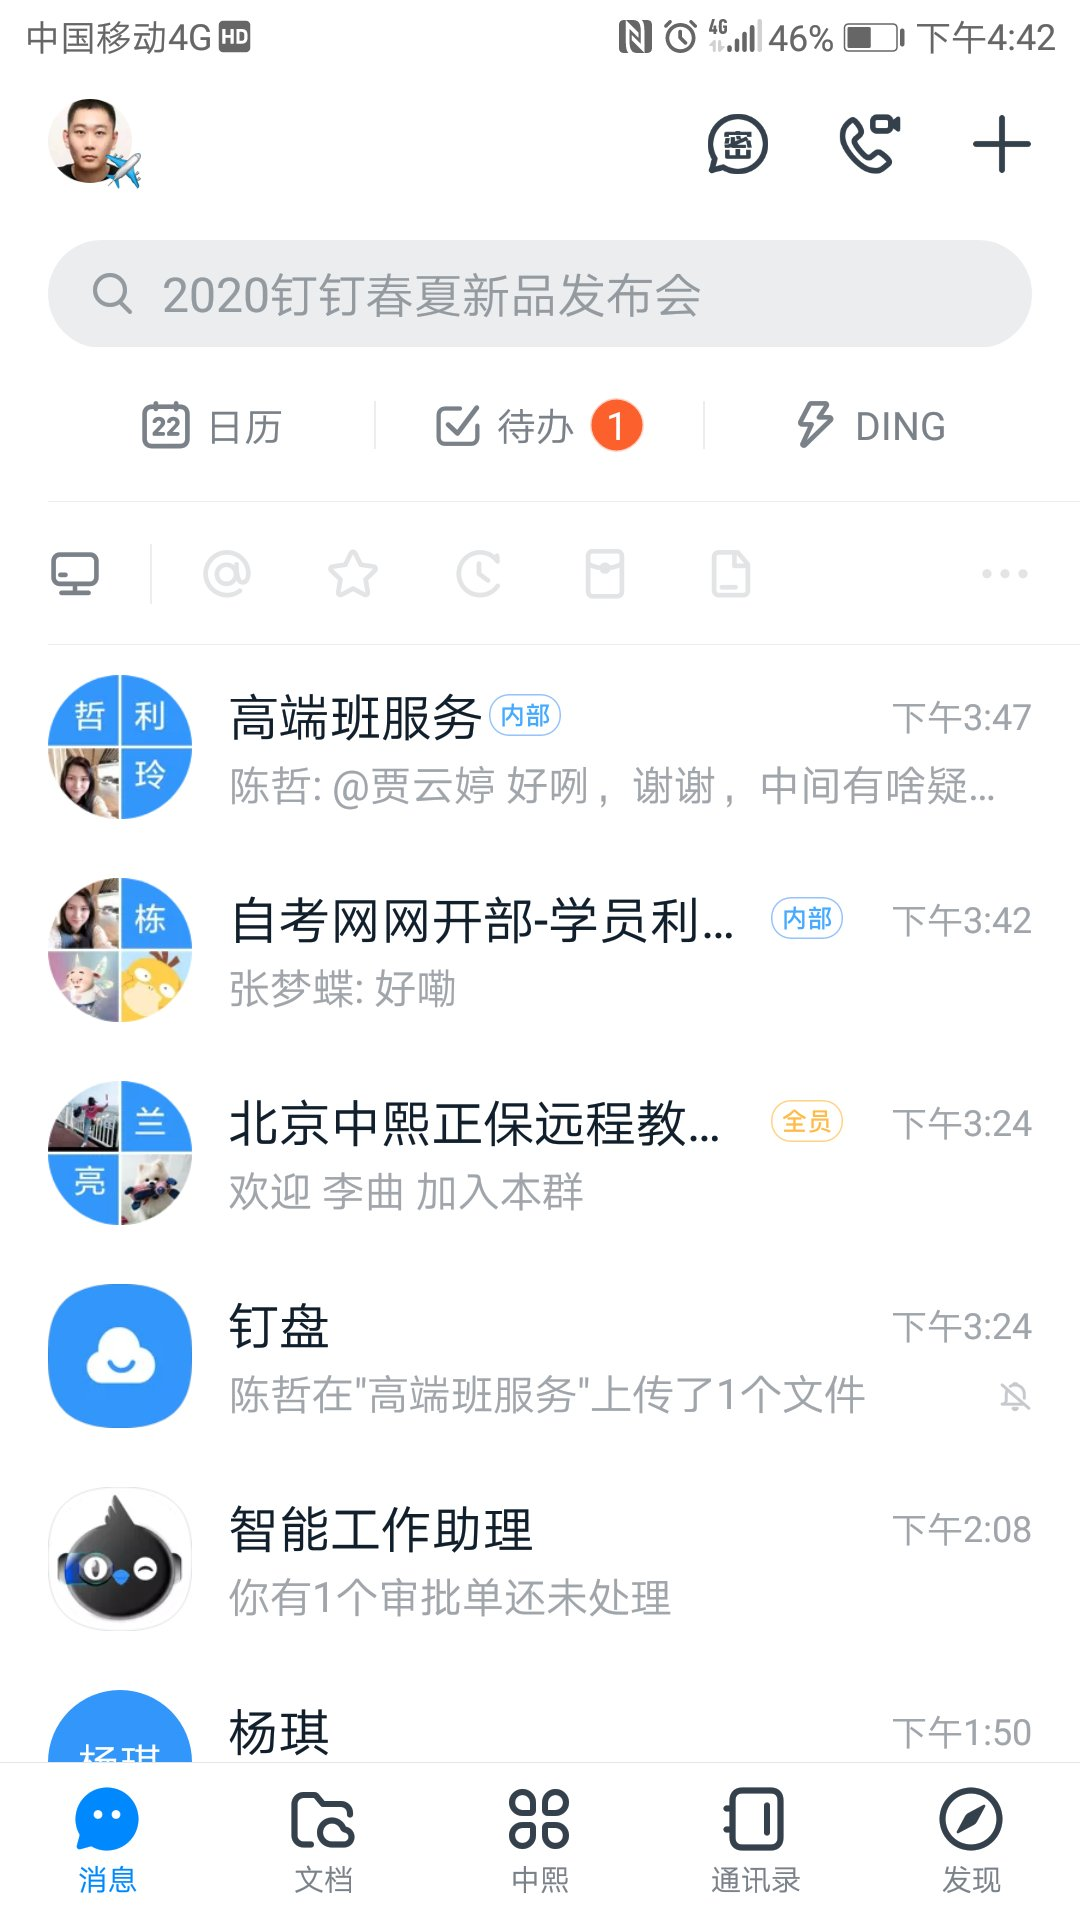 中国移动4G HD 4G 46% 下午4:42
密
2020钉钉春夏新品发布会
22 日历 待办 1 DING
哲 利 玲
高端班服务 内部 下午3:47
陈哲: @贾云婷 好咧，谢谢，中间有啥疑...
栋
自考网网开部-学员利... 内部 下午3:42
张梦蝶: 好嘞
兰 亮
北京中熙正保远程教... 全员 下午3:24
欢迎 李曲 加入本群
钉盘 下午3:24
陈哲在"高端班服务"上传了1个文件
智能工作助理 下午2:08
你有1个审批单还未处理
杨琪 下午1:50
杨琪
消息 文档 中熙 通讯录 发现